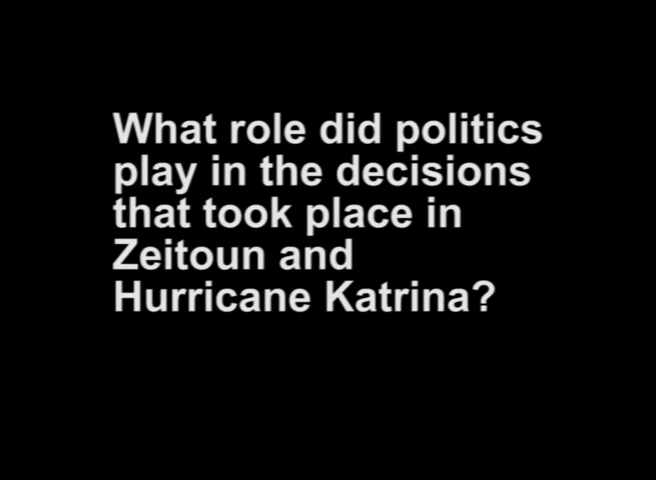 What role did politics
play in the decisions
that took place in
Zeitoun and
Hurricane Katrina?